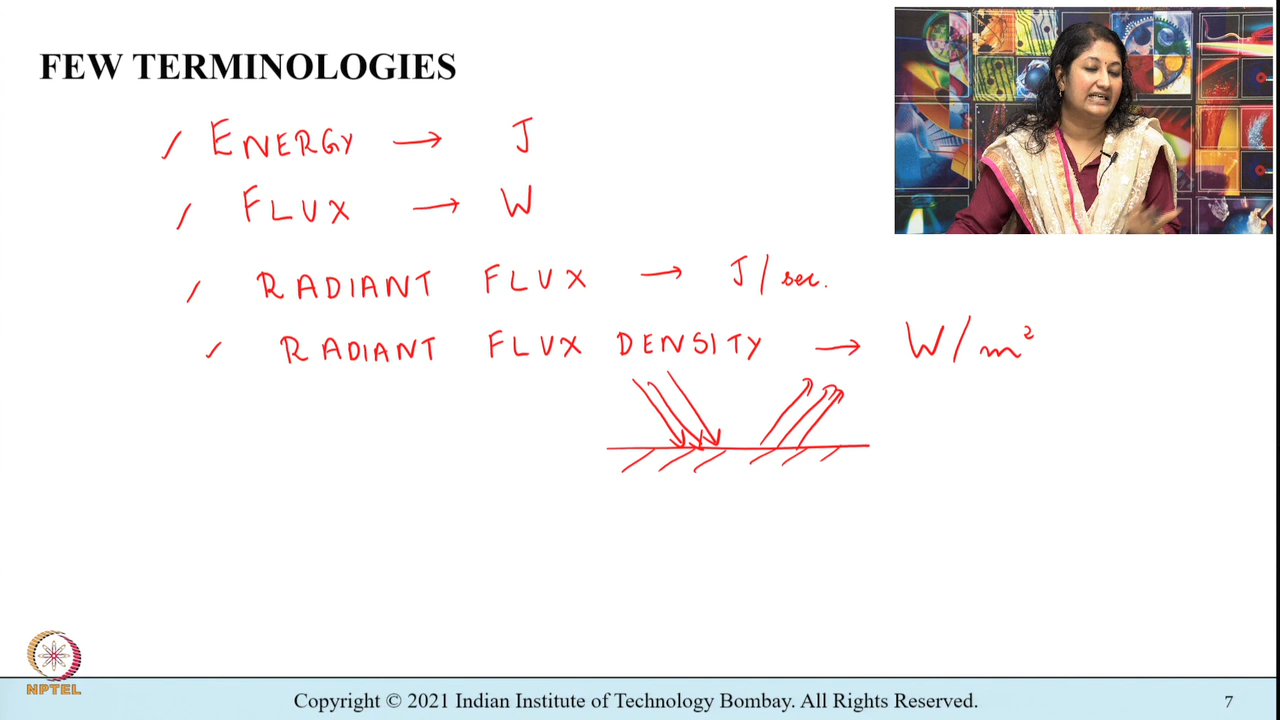 FEW TERMINOLOGIES
ENERGY → J
FLUX → W
RADIANT FLUX → J/sec.
RADIANT FLUX DENSITY → W/m²
NPTEL
Copyright © 2021 Indian Institute of Technology Bombay. All Rights Reserved.
7